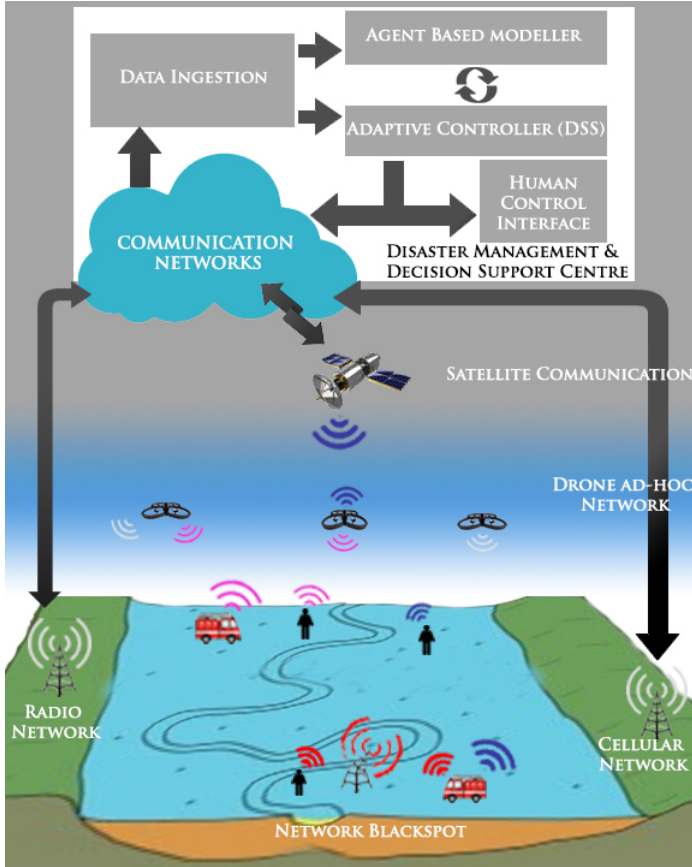 AGENT BASED MODELLER
DATA INGESTION
ADAPTIVE CONTROLLER (DSS)
HUMAN
CONTROL
INTERFACE
COMMUNICATION
NETWORKS
DISASTER MANAGEMENT &
DECISION SUPPORT CENTRE
SATELLITE COMMUNICATION
DRONE AD-HOC
NETWORK
RADIO
NETWORK
CELLULAR
NETWORK
NETWORK BLACKSPOT